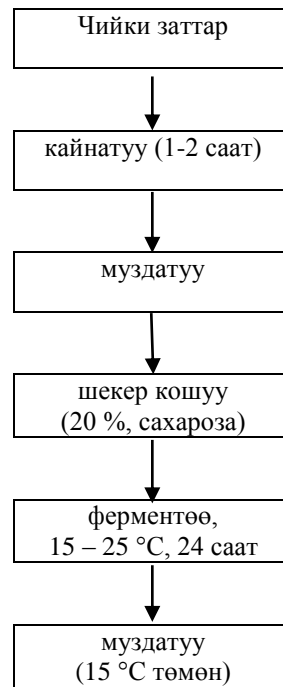 Чийки заттар
кайнатуу (1-2 саат)
муздатуу
шекер кошуу
(20 %, сахароза)
ферментөө,
15 – 25 °C, 24 саат
муздатуу
(15 °C төмөн)